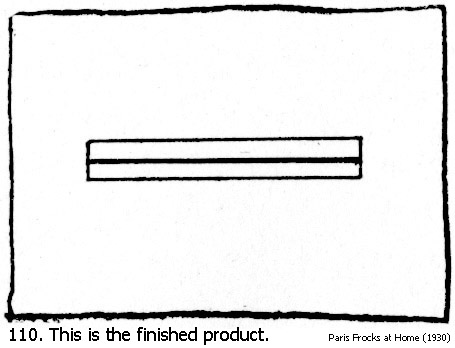 110. This is the finished product.
Paris Frocks at Home (1930)